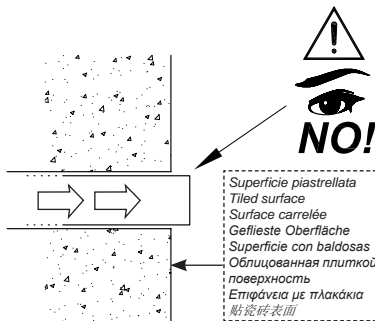 NO!
Superficie piastrellata
Tiled surface
Surface carrelée
Geflieste Oberfläche
Superficie con baldosas
Облицованная плиткой
поверхность
Επιφάνεια με πλακάκια
贴瓷砖表面